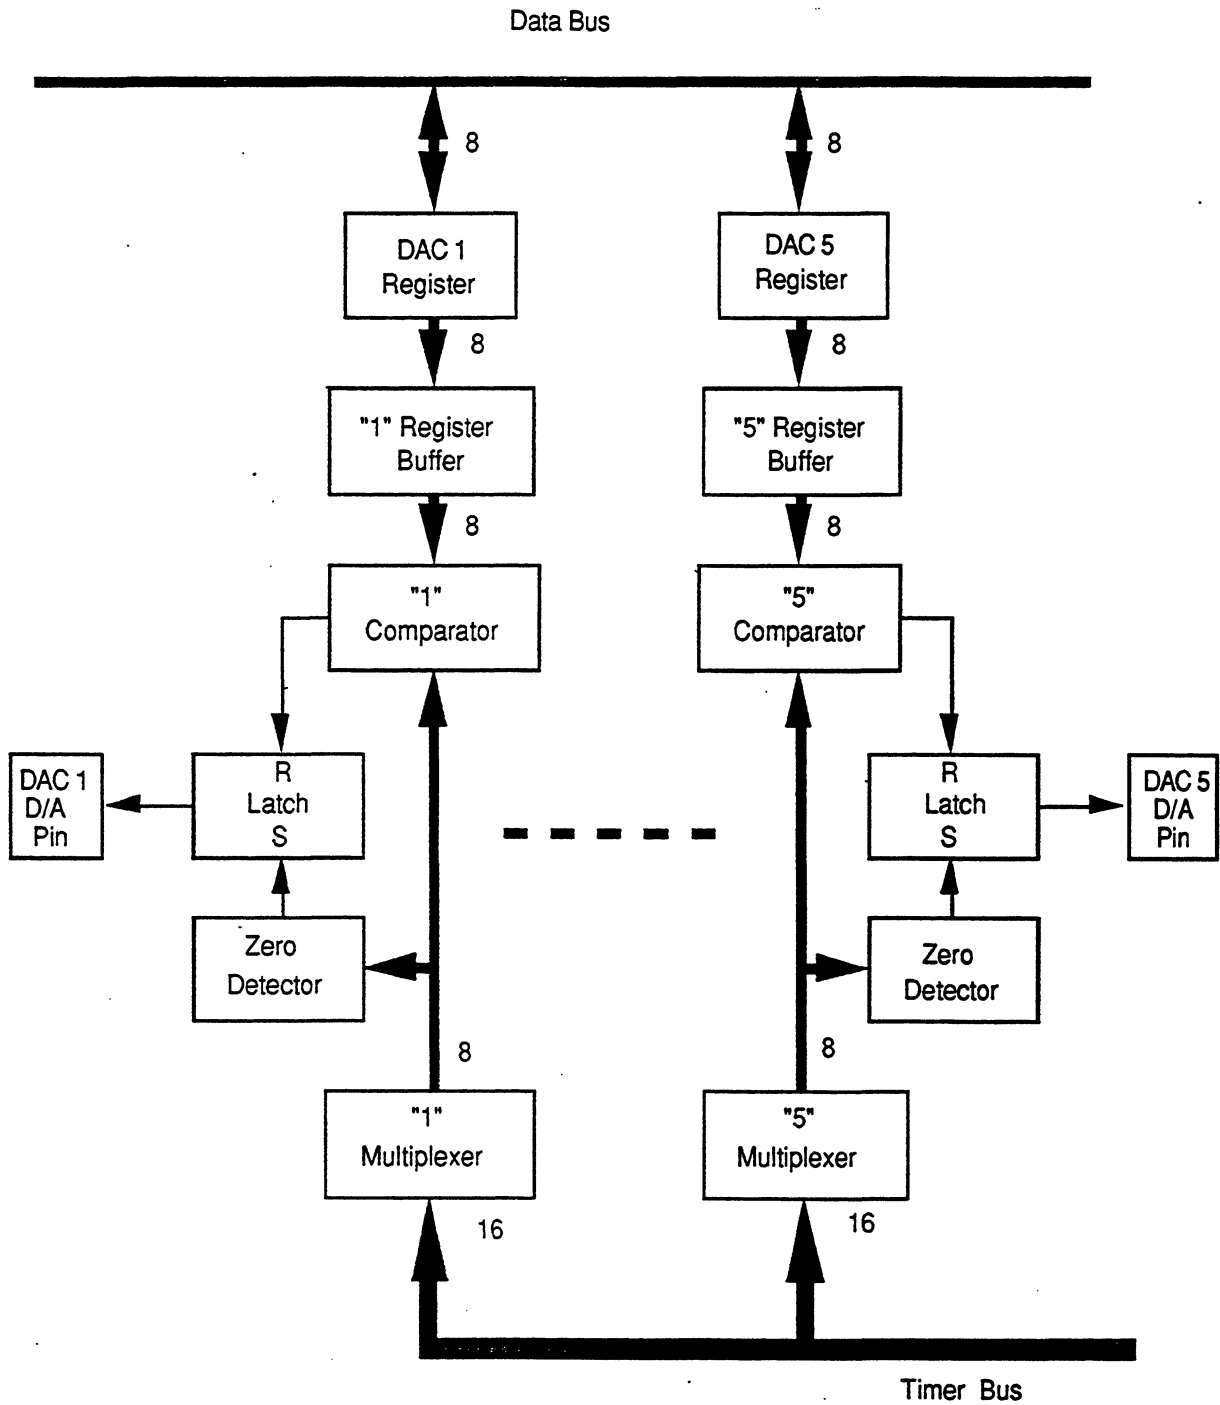 Data Bus
8
8
DAC 1
Register
DAC 5
Register
8
8
"1" Register
Buffer
"5" Register
Buffer
8
8
"1"
Comparator
"5"
Comparator
DAC 1
D/A
Pin
R
Latch
S
R
Latch
S
DAC 5
D/A
Pin
Zero
Detector
Zero
Detector
8
8
"1"
Multiplexer
"5"
Multiplexer
16
16
Timer Bus